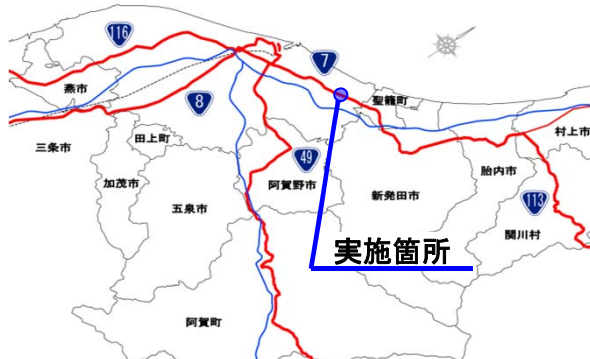 116
7
燕市
8
聖籠町
三条市
田上町
村上市
49
加茂市
阿賀野市
新発田市
胎内市
五泉市
113
関川村
実施箇所
阿賀町